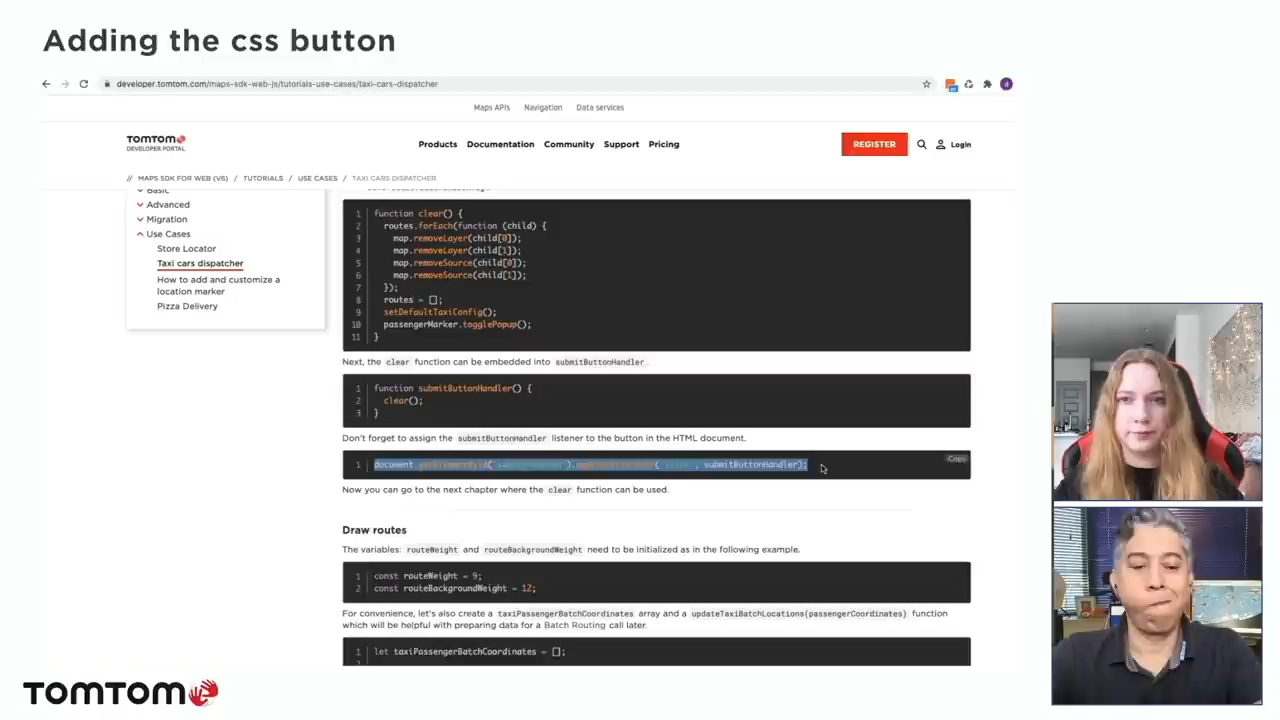 Adding the css button
developer.tomtom.com/maps-sdk-web-js/tutorials-use-cases/taxi-cars-dispatcher
d
Maps APIs Navigation Data services
TOMTOM
DEVELOPER PORTAL
Products Documentation Community Support Pricing
REGISTER
Login
// MAPS SDK FOR WEB (V6) / TUTORIALS / USE CASES / TAXI CARS DISPATCHER
Basic
Advanced
Migration
Use Cases
Store Locator
Taxi cars dispatcher
How to add and customize a
location marker
Pizza Delivery
1 function clear() {
2 routes.forEach(function (child) {
3 map.removeLayer(child[0]);
4 map.removeLayer(child[1]);
5 map.removeSource(child[0]);
6 map.removeSource(child[1]);
7 });
8 routes = [];
9 setDefaultTaxiConfig();
10 passengerMarker.togglePopup();
11 }
Next, the clear function can be embedded into submitButtonHandler.
1 function submitButtonHandler() {
2 clear();
3 }
Don't forget to assign the submitButtonHandler listener to the button in the HTML document.
1 document.getElementById( , submitButtonHandler);
Copy
Now you can go to the next chapter where the clear function can be used.
Draw routes
The variables: routeWeight and routeBackgroundWeight need to be initialized as in the following example.
1 const routeWeight = 9;
2 const routeBackgroundWeight = 12;
For convenience, let's also create a taxiPassengerBatchCoordinates array and a updateTaxiBatchLocations(passengerCoordinates) function
which will be helpful with preparing data for a Batch Routing call later.
1 let taxiPassengerBatchCoordinates = [];
2
TOMTOM